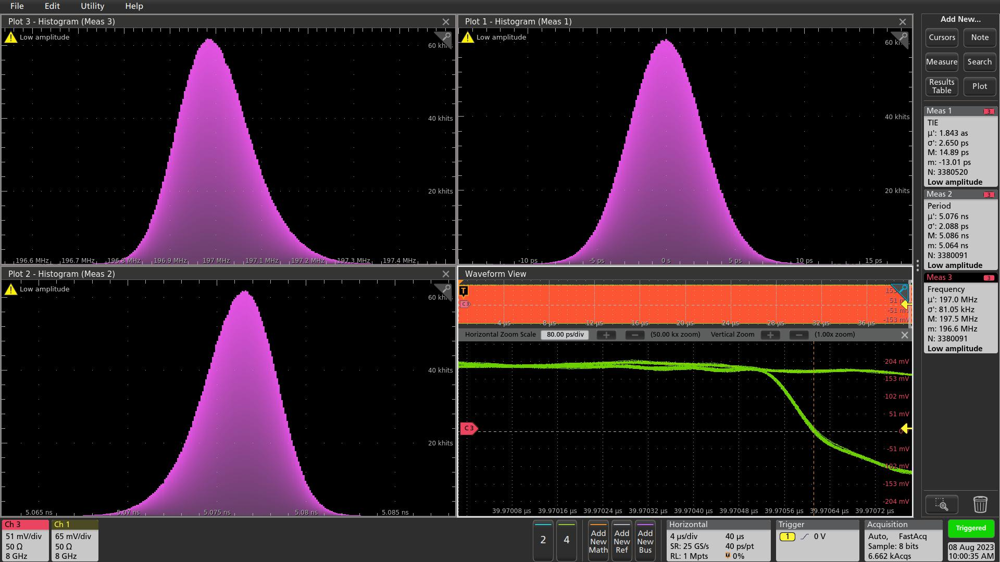 File Edit Utility Help
Plot 3 - Histogram (Meas 3)
Low amplitude
60 khi
40 khits
20 khits
196.6 MHz 196.7 MHz 196.8 MHz 196.9 MHz 197 MHz 197.1 MHz 197.2 MHz 197.3 MHz 197.4 MHz
Plot 1 - Histogram (Meas 1)
Low amplitude
60 k
40 khits
20 khits
-10 ps -5 ps 0 s 5 ps 10 ps 15 ps
Plot 2 - Histogram (Meas 2)
Low amplitude
60 kh
40 khits
20 khits
5.065 ns 5.07 ns 5.075 ns 5.08 ns 5.085 ns
Waveform View
T
C3
51 m
-51 mV
-153 mV
4 µs 8 µs 12 µs 16 µs 20 µs 24 µs 28 µs 32 µs 36 µs
Horizontal Zoom Scale 80.00 ps/div + − (50.00 kx zoom) Vertical Zoom + − (1.00x zoom)
204 mV
153 mV
102 mV
51 mV
C 3
-51 mV
-102 mV
-153 mV
-204 mV
39.97008 µs 39.97016 µs 39.97024 µs 39.97032 µs 39.97040 µs 39.97048 µs 39.97056 µs 39.97064 µs 39.97072 µs
Add New...
Cursors Note
Measure Search
Results Table Plot
Meas 1 3
TIE
µ': 1.843 as
σ': 2.650 ps
M: 14.89 ps
m: -13.01 ps
N: 3380520
Low amplitude
Meas 2 3
Period
µ': 5.076 ns
σ': 2.088 ps
M: 5.086 ns
m: 5.064 ns
N: 3380091
Low amplitude
Meas 3 3
Frequency
µ': 197.0 MHz
σ': 81.05 kHz
M: 197.5 MHz
m: 196.6 MHz
N: 3380091
Low amplitude
Ch 3
51 mV/div
50 Ω
8 GHz
Ch 1
65 mV/div
50 Ω
8 GHz
2
4
Add New Math
Add New Ref
Add New Bus
Horizontal
4 µs/div 40 µs
SR: 25 GS/s 40 ps/pt
RL: 1 Mpts T 0%
Trigger
1 0 V
Acquisition
Auto, FastAcq
Sample: 8 bits
6.662 kAcqs
Triggered
08 Aug 2023
10:00:35 AM